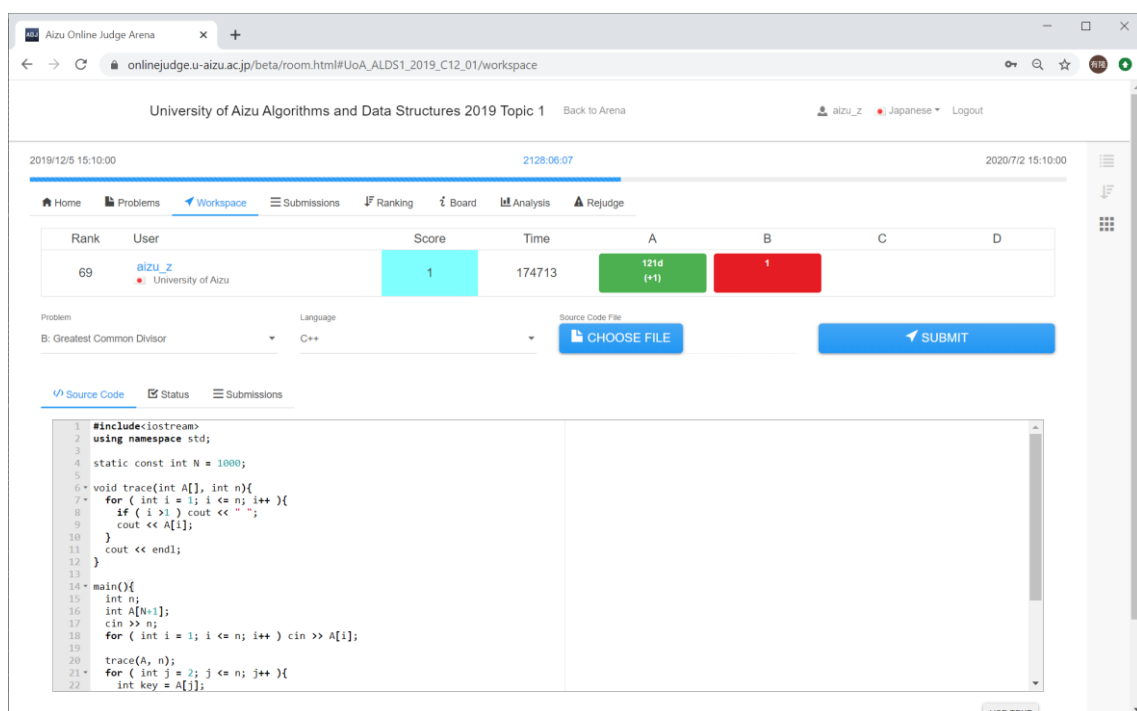 AOJ Aizu Online Judge Arena
onlinejudge.u-aizu.ac.jp/beta/room.html#UoA_ALDS1_2019_C12_01/workspace
有隆
University of Aizu Algorithms and Data Structures 2019 Topic 1 Back to Arena aizu_z Japanese Logout
2019/12/5 15:10:00 2128:06:07 2020/7/2 15:10:00
Home Problems Workspace Submissions Ranking Board Analysis Rejudge
Rank User Score Time A B C D
69 aizu_z University of Aizu 1 174713 121d (+1) 1
Problem Language Source Code File
B: Greatest Common Divisor C++ CHOOSE FILE SUBMIT
</> Source Code Status Submissions
1 #include<iostream>
2 using namespace std;
3
4 static const int N = 1000;
5
6 void trace(int A[], int n){
7 for ( int i = 1; i <= n; i++ ){
8 if ( i >1 ) cout << " ";
9 cout << A[i];
10 }
11 cout << endl;
12 }
13
14 main(){
15 int n;
16 int A[N+1];
17 cin >> n;
18 for ( int i = 1; i <= n; i++ ) cin >> A[i];
19
20 trace(A, n);
21 for ( int j = 2; j <= n; j++ ){
22 int key = A[j];